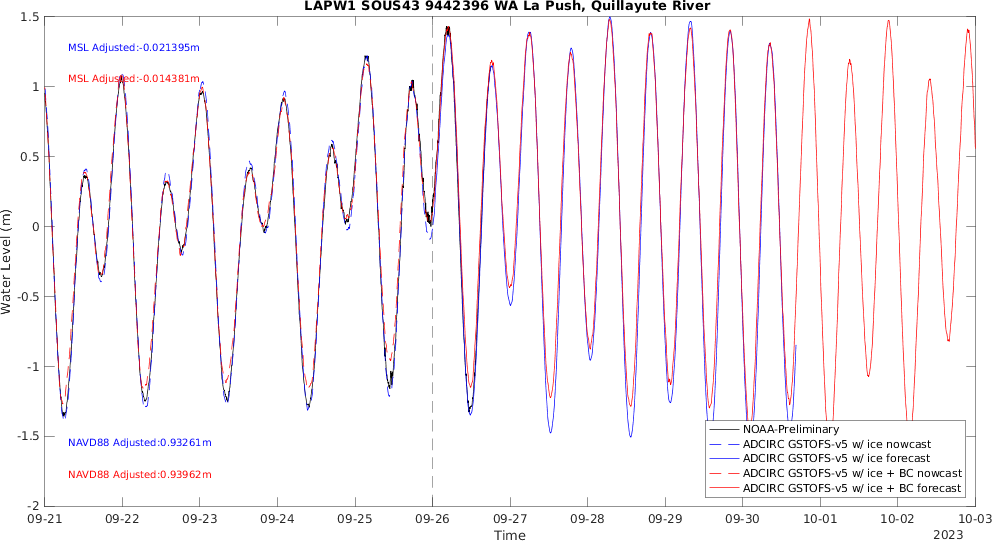 LAPW1 SOUS43 9442396 WA La Push, Quillayute River
1.5
1
0.5
0
-0.5
-1
-1.5
-2
Water Level (m)
MSL Adjusted:-0.021395m
MSL Adjusted:-0.014381m
NAVD88 Adjusted:0.93261m
NAVD88 Adjusted:0.93962m
NOAA-Preliminary
ADCIRC GSTOFS-v5 w/ ice nowcast
ADCIRC GSTOFS-v5 w/ ice forecast
ADCIRC GSTOFS-v5 w/ ice + BC nowcast
ADCIRC GSTOFS-v5 w/ ice + BC forecast
09-21 09-22 09-23 09-24 09-25 09-26 09-27 09-28 09-29 09-30 10-01 10-02 10-03
Time
2023